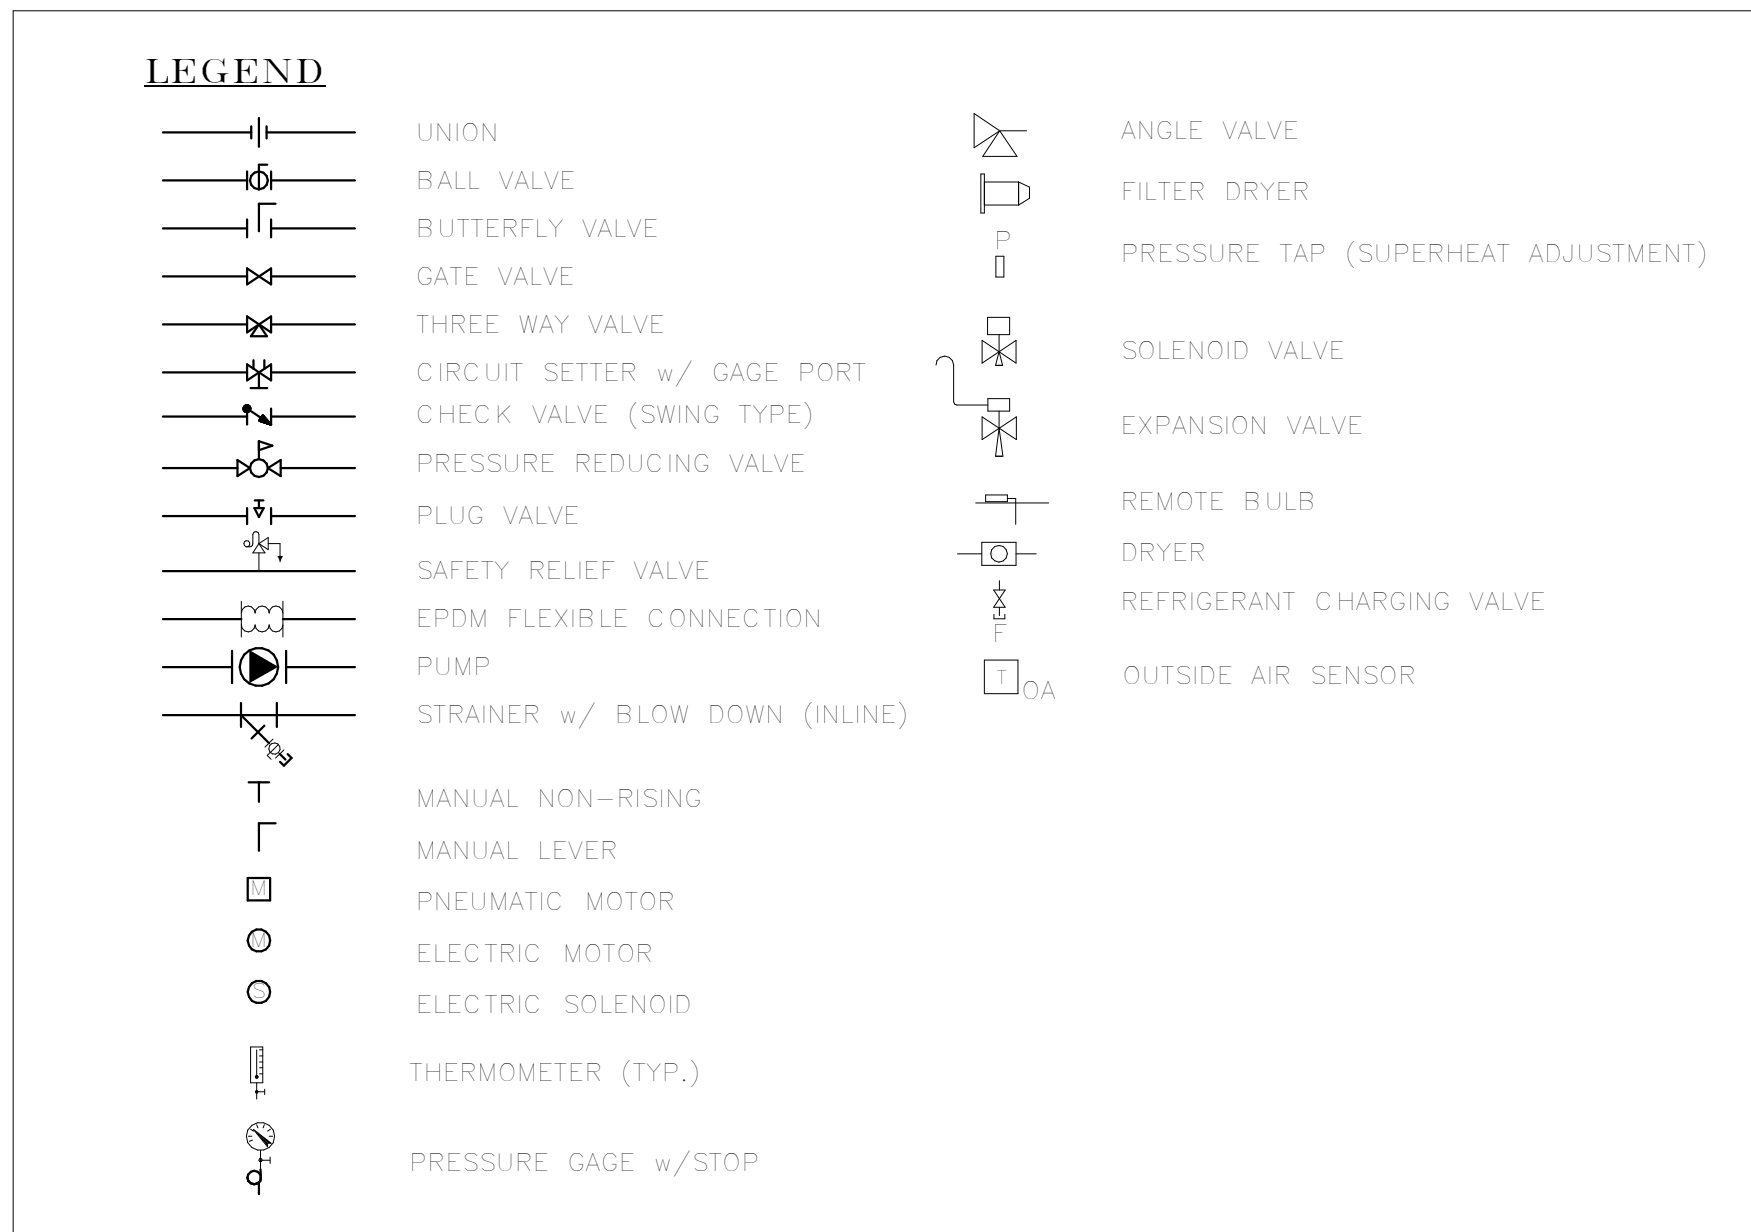 LEGEND
UNION
BALL VALVE
BUTTERFLY VALVE
GATE VALVE
THREE WAY VALVE
CIRCUIT SETTER w/ GAGE PORT
CHECK VALVE (SWING TYPE)
PRESSURE REDUCING VALVE
PLUG VALVE
SAFETY RELIEF VALVE
EPDM FLEXIBLE CONNECTION
PUMP
STRAINER w/ BLOW DOWN (INLINE)
MANUAL NON-RISING
MANUAL LEVER
M PNEUMATIC MOTOR
M ELECTRIC MOTOR
S ELECTRIC SOLENOID
THERMOMETER (TYP.)
PRESSURE GAGE w/STOP
ANGLE VALVE
FILTER DRYER
P
PRESSURE TAP (SUPERHEAT ADJUSTMENT)
SOLENOID VALVE
EXPANSION VALVE
REMOTE BULB
DRYER
REFRIGERANT CHARGING VALVE
F
T OA OUTSIDE AIR SENSOR